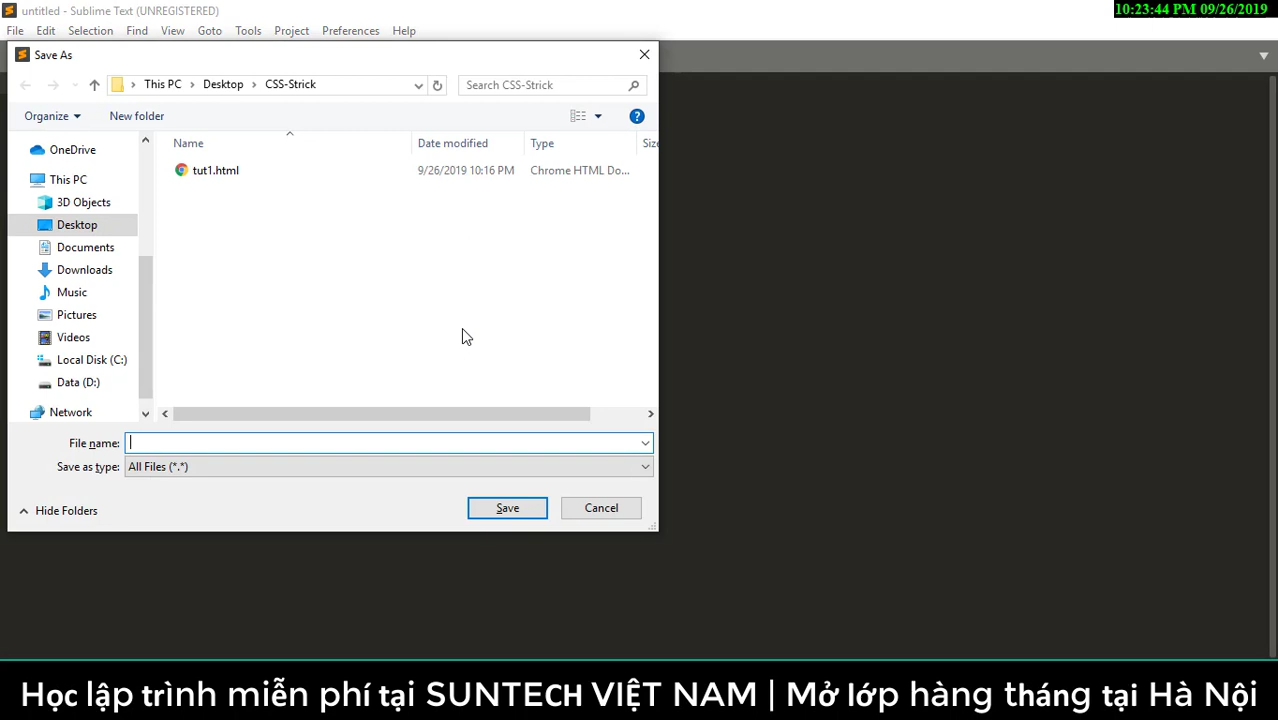 untitled - Sublime Text (UNREGISTERED)
10:23:44 PM 09/26/2019
File Edit Selection Find View Goto Tools Project Preferences Help
Save As
This PC Desktop CSS-Strick
Search CSS-Strick
Organize New folder
Name Date modified Type Size
tut1.html 9/26/2019 10:16 PM Chrome HTML Do...
OneDrive
This PC
3D Objects
Desktop
Documents
Downloads
Music
Pictures
Videos
Local Disk (C:)
Data (D:)
Network
File name:
Save as type: All Files (*.*)
Hide Folders
Save Cancel
Học lập trình miễn phí tại SUNTECH VIỆT NAM | Mở lớp hàng tháng tại Hà Nội